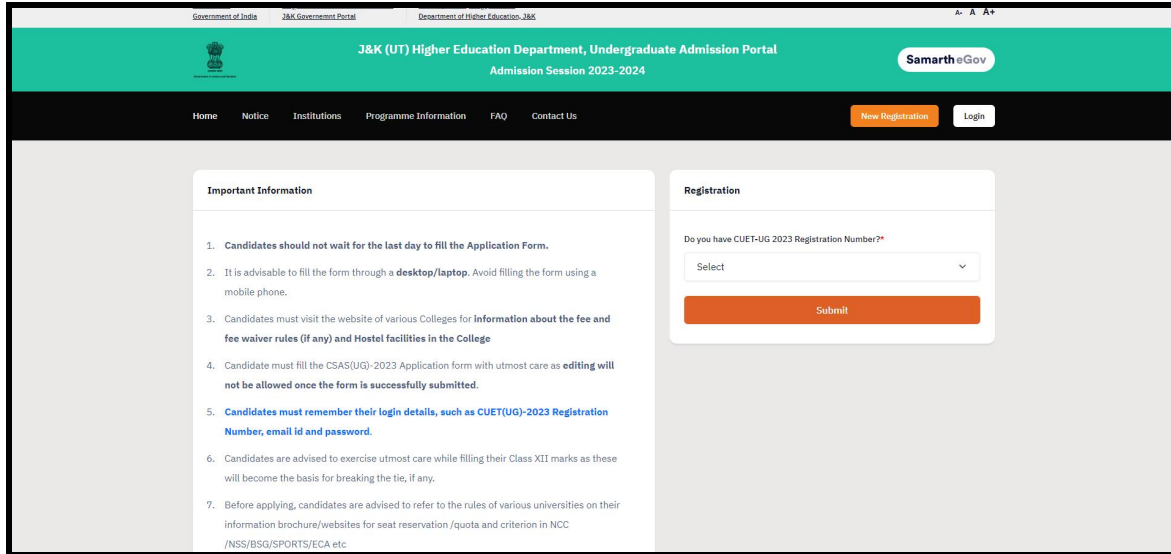 Government of India
J&K Governemnt Portal
Department of Higher Education, J&K
A- A A+
J&K (UT) Higher Education Department, Undergraduate Admission Portal
Admission Session 2023-2024
Samarth eGov
Home Notice Institutions Programme Information FAQ Contact Us
New Registration Login
Important Information
1. Candidates should not wait for the last day to fill the Application Form.
2. It is advisable to fill the form through a desktop/laptop. Avoid filling the form using a
mobile phone.
3. Candidates must visit the website of various Colleges for information about the fee and
fee waiver rules (if any) and Hostel facilities in the College
4. Candidate must fill the CSAS(UG)-2023 Application form with utmost care as editing will
not be allowed once the form is successfully submitted.
5. Candidates must remember their login details, such as CUET(UG)-2023 Registration
Number, email id and password.
6. Candidates are advised to exercise utmost care while filling their Class XII marks as these
will become the basis for breaking the tie, if any.
7. Before applying, candidates are advised to refer to the rules of various universities on their
information brochure/websites for seat reservation /quota and criterion in NCC
/NSS/BSG/SPORTS/ECA etc
Registration
Do you have CUET-UG 2023 Registration Number?*
Select
Submit